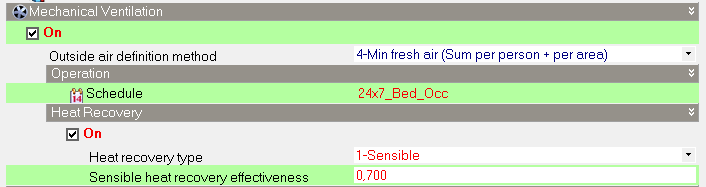 Mechanical Ventilation
On
Outside air definition method 4-Min fresh air (Sum per person + per area)
Operation
14 Schedule 24x7_Bed_Occ
Heat Recovery
On
Heat recovery type 1-Sensible
Sensible heat recovery effectiveness 0,700